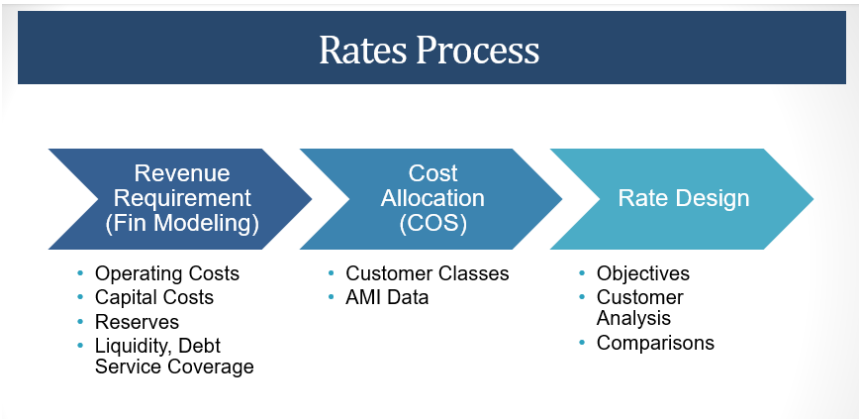 Rates Process
Revenue
Requirement
(Fin Modeling)
• Operating Costs
• Capital Costs
• Reserves
• Liquidity, Debt
Service Coverage
Cost
Allocation
(COS)
• Customer Classes
• AMI Data
Rate Design
• Objectives
• Customer
Analysis
• Comparisons